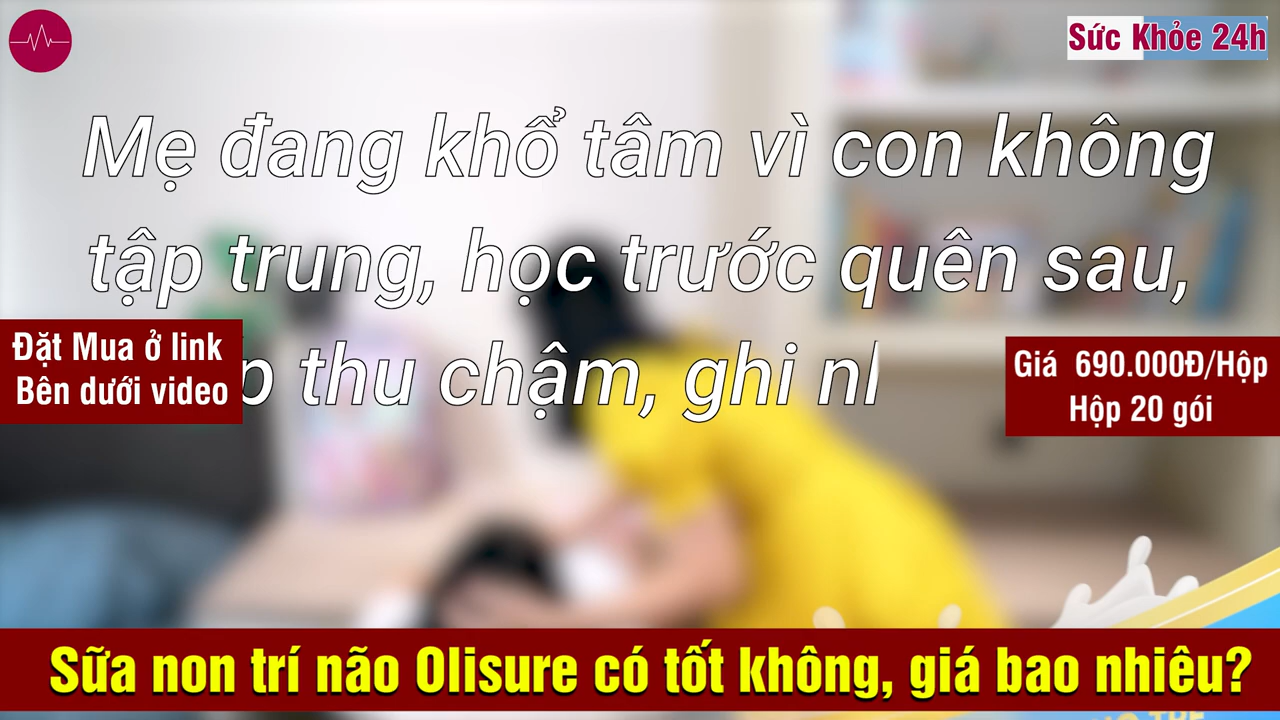 Sức Khỏe 24h
Mẹ đang khổ tâm vì con không
tập trung, học trước quên sau,
thu chậm, ghi
Đặt Mua ở link
Bên dưới video
Giá 690.000Đ/Hộp
Hộp 20 gói
Sữa non trí não Olisure có tốt không, giá bao nhiêu?